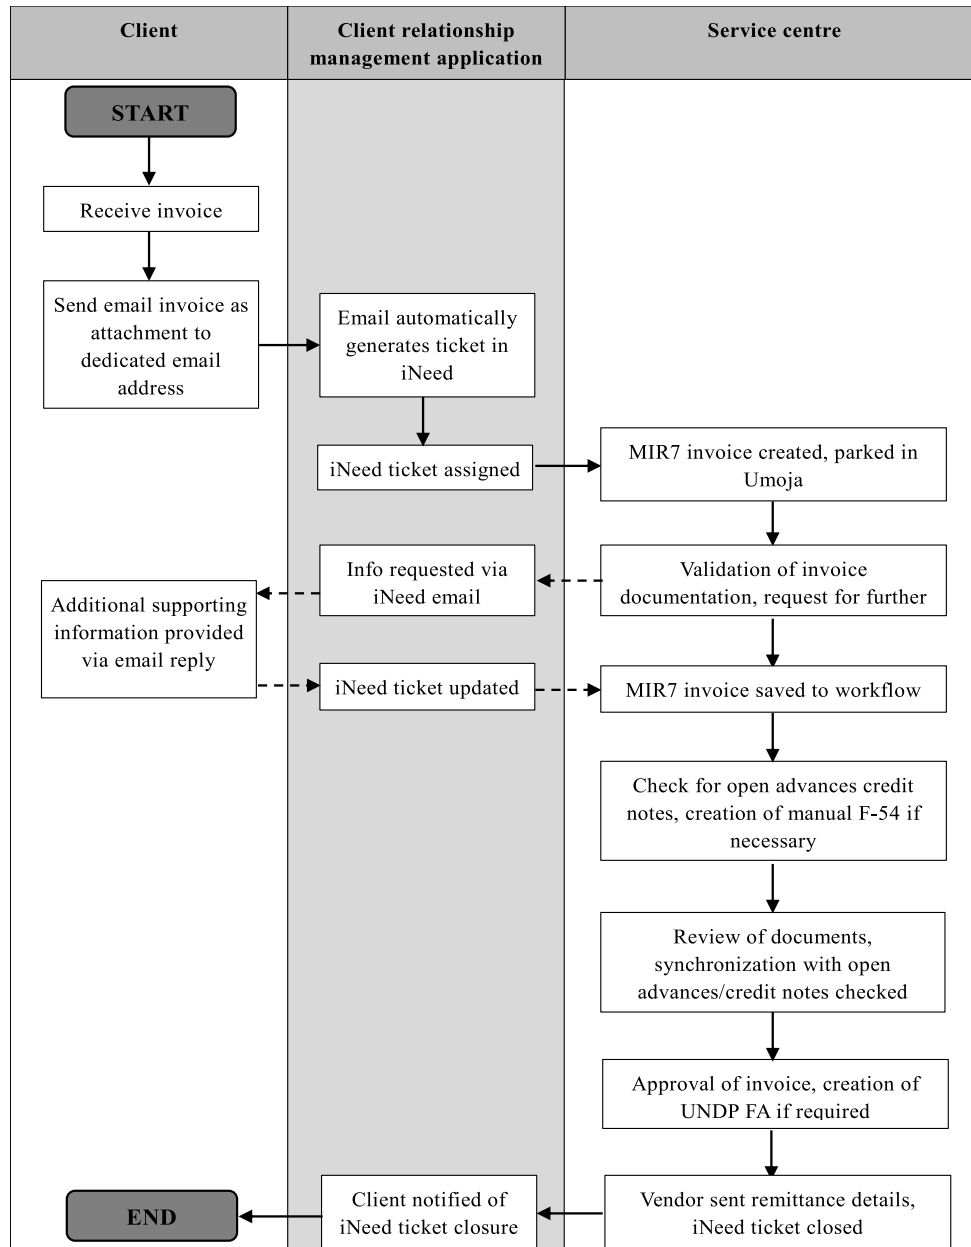 Client
Client relationship
management application
Service centre
START
Receive invoice
Send email invoice as
attachment to
dedicated email
address
Email automatically
generates ticket in
iNeed
iNeed ticket assigned
MIR7 invoice created, parked in
Umoja
Validation of invoice
documentation, request for further
Info requested via
iNeed email
Additional supporting
information provided
via email reply
iNeed ticket updated
MIR7 invoice saved to workflow
Check for open advances credit
notes, creation of manual F-54 if
necessary
Review of documents,
synchronization with open
advances/credit notes checked
Approval of invoice, creation of
UNDP FA if required
Vendor sent remittance details,
iNeed ticket closed
Client notified of
iNeed ticket closure
END